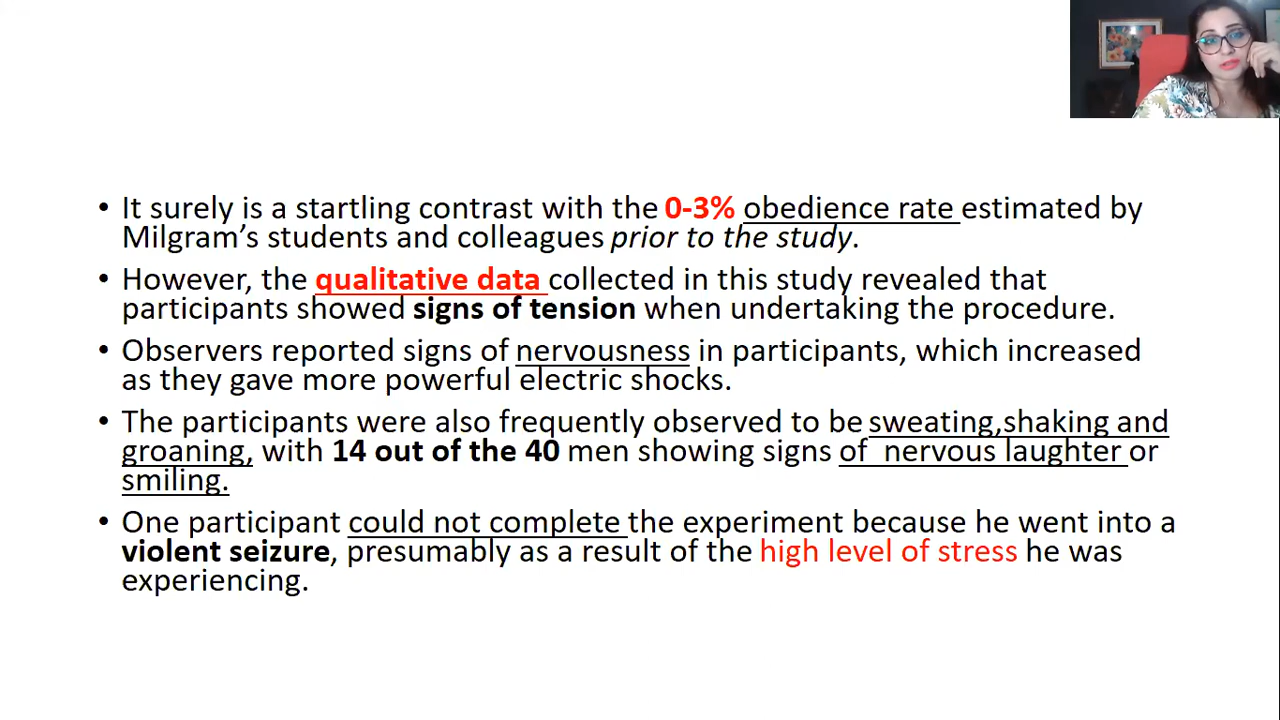 • It surely is a startling contrast with the 0-3% obedience rate estimated by
Milgram’s students and colleagues prior to the study.
• However, the qualitative data collected in this study revealed that
participants showed signs of tension when undertaking the procedure.
• Observers reported signs of nervousness in participants, which increased
as they gave more powerful electric shocks.
• The participants were also frequently observed to be sweating,shaking and
groaning, with 14 out of the 40 men showing signs of  nervous laughter or
smiling.
• One participant could not complete the experiment because he went into a
violent seizure, presumably as a result of the high level of stress he was
experiencing.